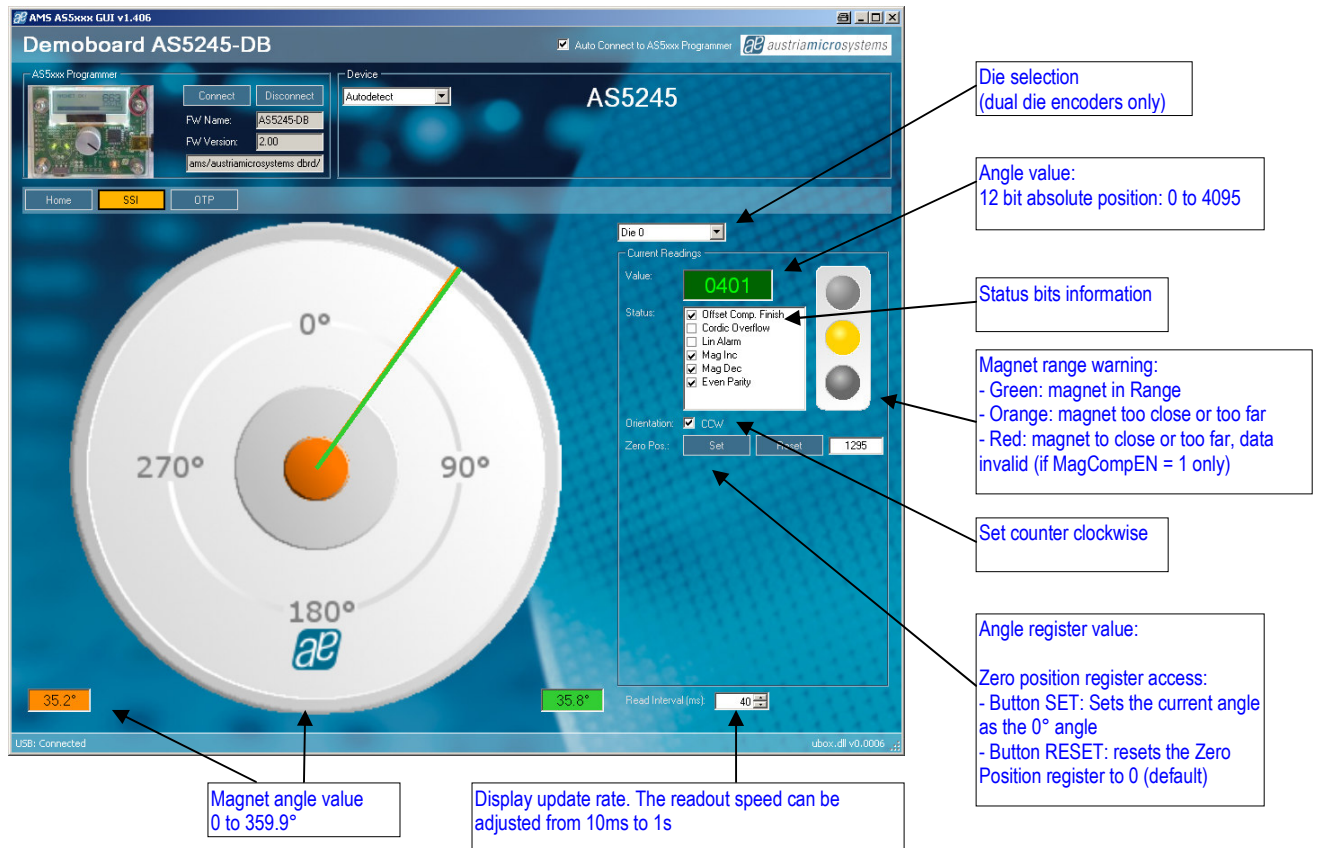 AMS AS5xxx GUI v1.406
Demoboard AS5245-DB
Auto Connect to AS5xxx Programmer
austriamicrosystems
AS5xxx Programmer
Connect
Disconnect
FW Name:
AS5245-DB
FW Version:
2.00
ams/austriamicrosystems dbrd/
Device
Autodetect
AS5245
Home
SSI
OTP
0°
90°
180°
270°
35.2°
35.8°
Die 0
Current Readings
Value:
0401
Status:
Offset Comp. Finish
Cordic Overflow
Lin Alarm
Mag Inc
Mag Dec
Even Parity
Orientation:
CCW
Zero Pos.:
Set
Reset
1295
Read Interval (ms):
40
USB: Connected
ubox.dll v0.0006
Die selection
(dual die encoders only)
Angle value:
12 bit absolute position: 0 to 4095
Status bits information
Magnet range warning:
- Green: magnet in Range
- Orange: magnet too close or too far
- Red: magnet to close or too far, data
invalid (if MagCompEN = 1 only)
Set counter clockwise
Angle register value:
Zero position register access:
- Button SET: Sets the current angle
as the 0° angle
- Button RESET: resets the Zero
Position register to 0 (default)
Magnet angle value
0 to 359.9°
Display update rate. The readout speed can be
adjusted from 10ms to 1s